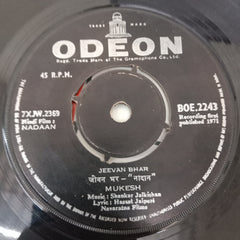 TRADE MARK
ODEON
Regd. Trade Mark of The Gramophone Co., Ltd.
45 R.P.M.
7XJW.2369
Hindi Film :
NADAAN
BOE.2243
Recording first
published 1971
JEEVAN BHAR
जीवन भर - "नादान"
MUKESH
Music : Shankar Jaikishan
Lyric : Hasrat Jaipuri
Navaratna Films